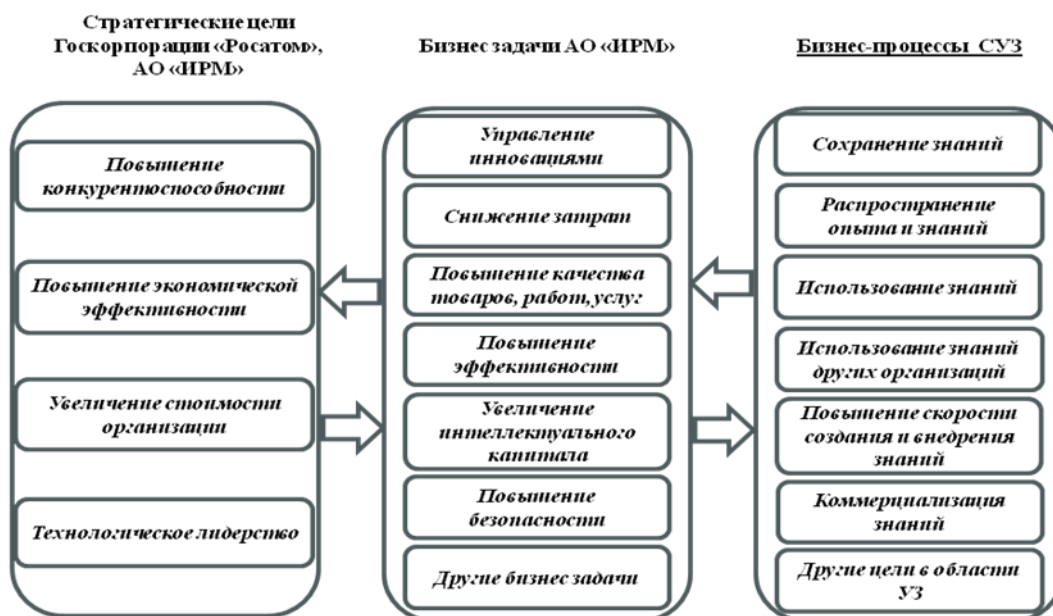 Стратегические цели
Госкорпорации «Росатом»,
АО «ИРМ»
Повышение
конкурентоспособности
Повышение экономической
эффективности
Увеличение стоимости
организации
Технологическое лидерство
Бизнес задачи АО «ИРМ»
Управление
инновациями
Снижение затрат
Повышение качества
товаров, работ, услуг
Повышение
эффективности
Увеличение
интеллектуального
капитала
Повышение
безопасности
Другие бизнес задачи
Бизнес-процессы СУЗ
Сохранение знаний
Распространение
опыта и знаний
Использование знаний
Использование знаний
других организаций
Повышение скорости
создания и внедрения
знаний
Коммерциализация
знаний
Другие цели в области
УЗ